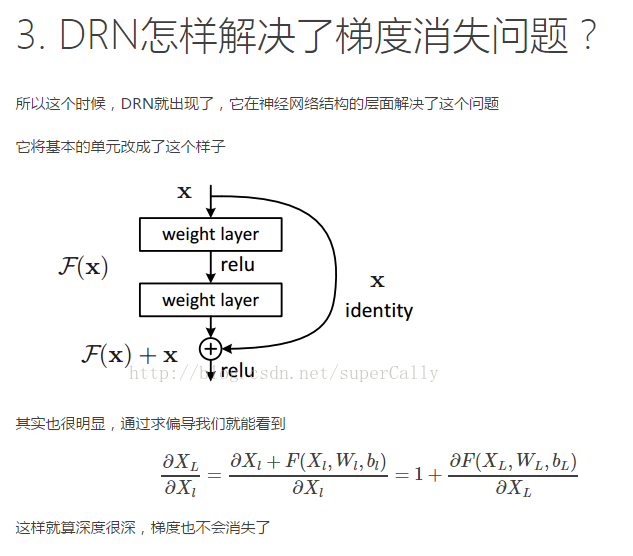 3. DRN怎样解决了梯度消失问题？
所以这个时候，DRN就出现了，它在神经网络结构的层面解决了这个问题
它将基本的单元改成了这个样子
x
weight layer
F(x)
relu
x
weight layer
identity
F(x) + x
relu
http://blog.csdn.net/superCally
其实也很明显，通过求偏导我们就能看到
∂X_L/∂X_l = ∂X_l + F(X_l, W_l, b_l)/∂X_l = 1 + ∂F(X_L, W_L, b_L)/∂X_L
这样就算深度很深，梯度也不会消失了